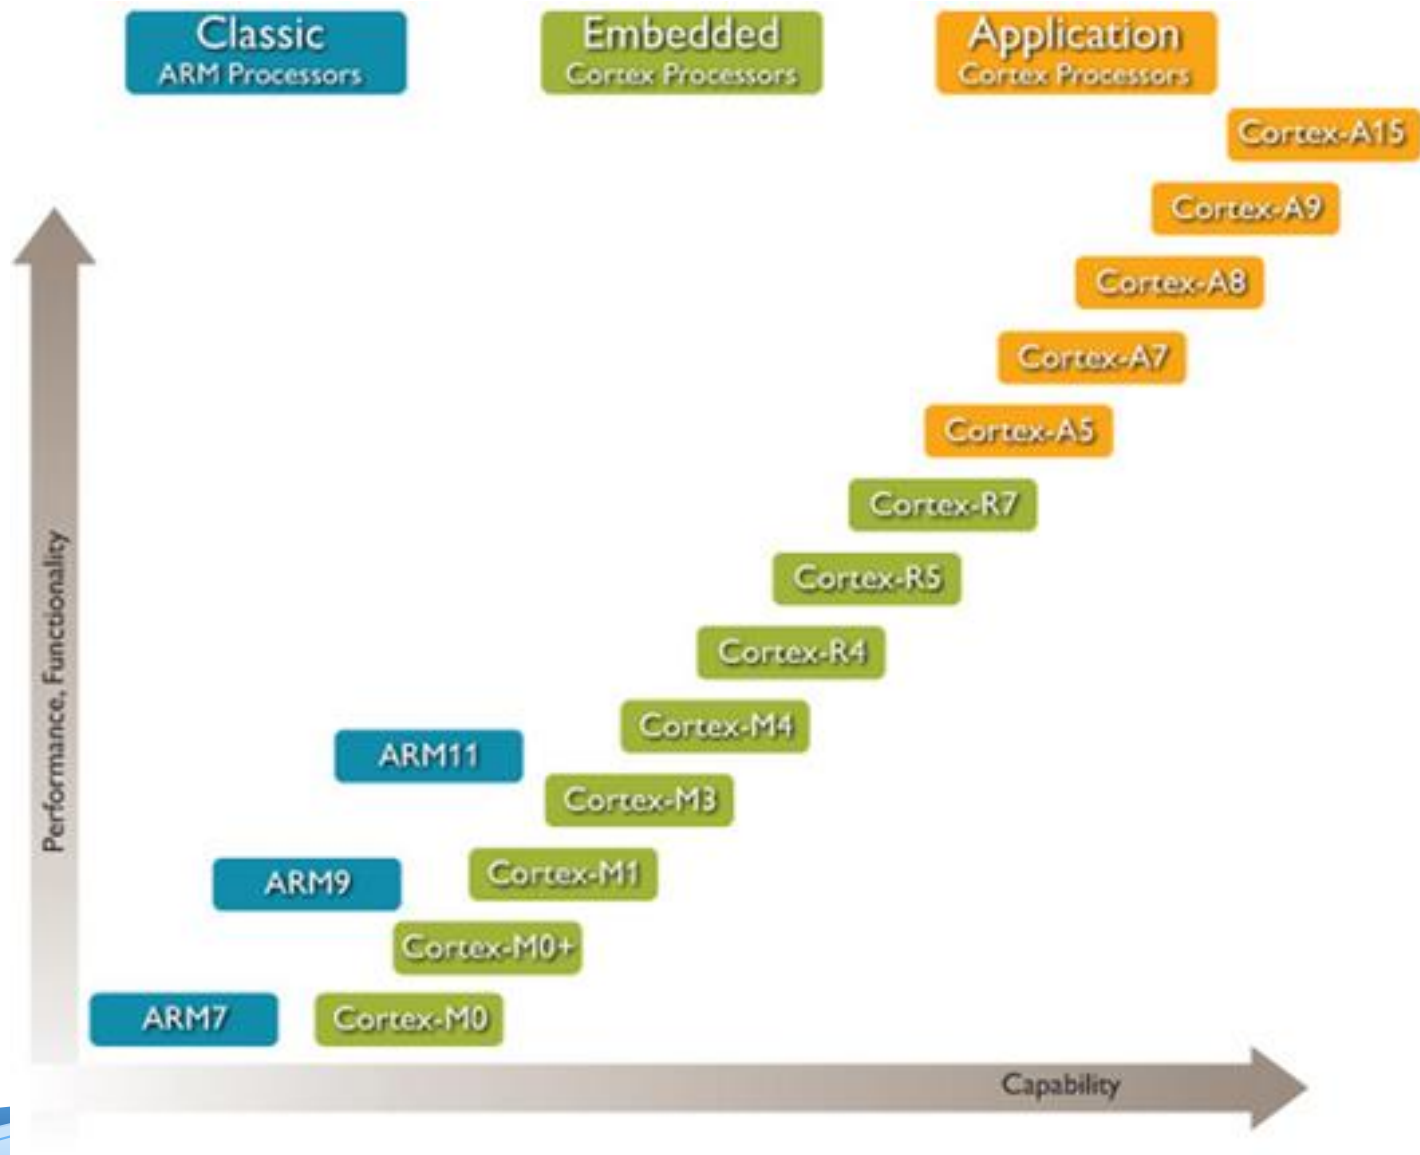 Classic
ARM Processors
Embedded
Cortex Processors
Application
Cortex Processors
Cortex-A15
Cortex-A9
Cortex-A8
Cortex-A7
Cortex-A5
Cortex-R7
Cortex-R5
Cortex-R4
Cortex-M4
ARM11
Cortex-M3
Cortex-M1
ARM9
Cortex-M0+
ARM7
Cortex-M0
Performance, Functionality
Capability